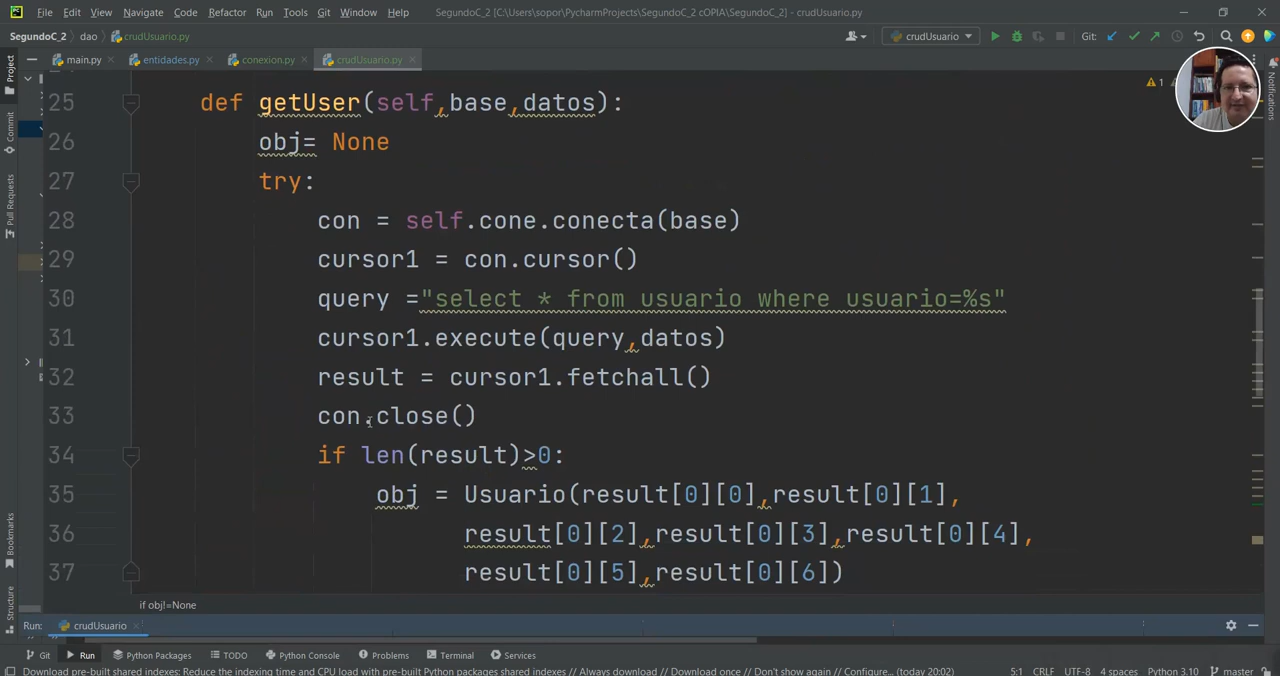 File Edit View Navigate Code Refactor Run Tools Git Window Help SegundoC_2 [C:\Users\sopor\PycharmProjects\SegundoC_2 cOPIA\SegundoC_2] - crudUsuario.py
SegundoC_2 dao crudUsuario.py crudUsuario Git:
main.py entidades.py conexion.py crudUsuario.py
Project
Commit
Pull Requests
Bookmarks
Structure
Notifications
1
25 def getUser(self,base,datos):
26 obj= None
27 try:
28 con = self.cone.conecta(base)
29 cursor1 = con.cursor()
30 query ="select * from usuario where usuario=%s"
31 cursor1.execute(query,datos)
32 result = cursor1.fetchall()
33 con.close()
34 if len(result)>0:
35 obj = Usuario(result[0][0],result[0][1],
36 result[0][2],result[0][3],result[0][4],
37 result[0][5],result[0][6])
if obj!=None
Run: crudUsuario
Git Run Python Packages TODO Python Console Problems Terminal Services
Download pre-built shared indexes: Reduce the indexing time and CPU load with pre-built Python packages shared indexes // Always download // Download once // Don't show again // Configure... (today 20:02) 5:1 CRLF UTF-8 4 spaces Python 3.10 master